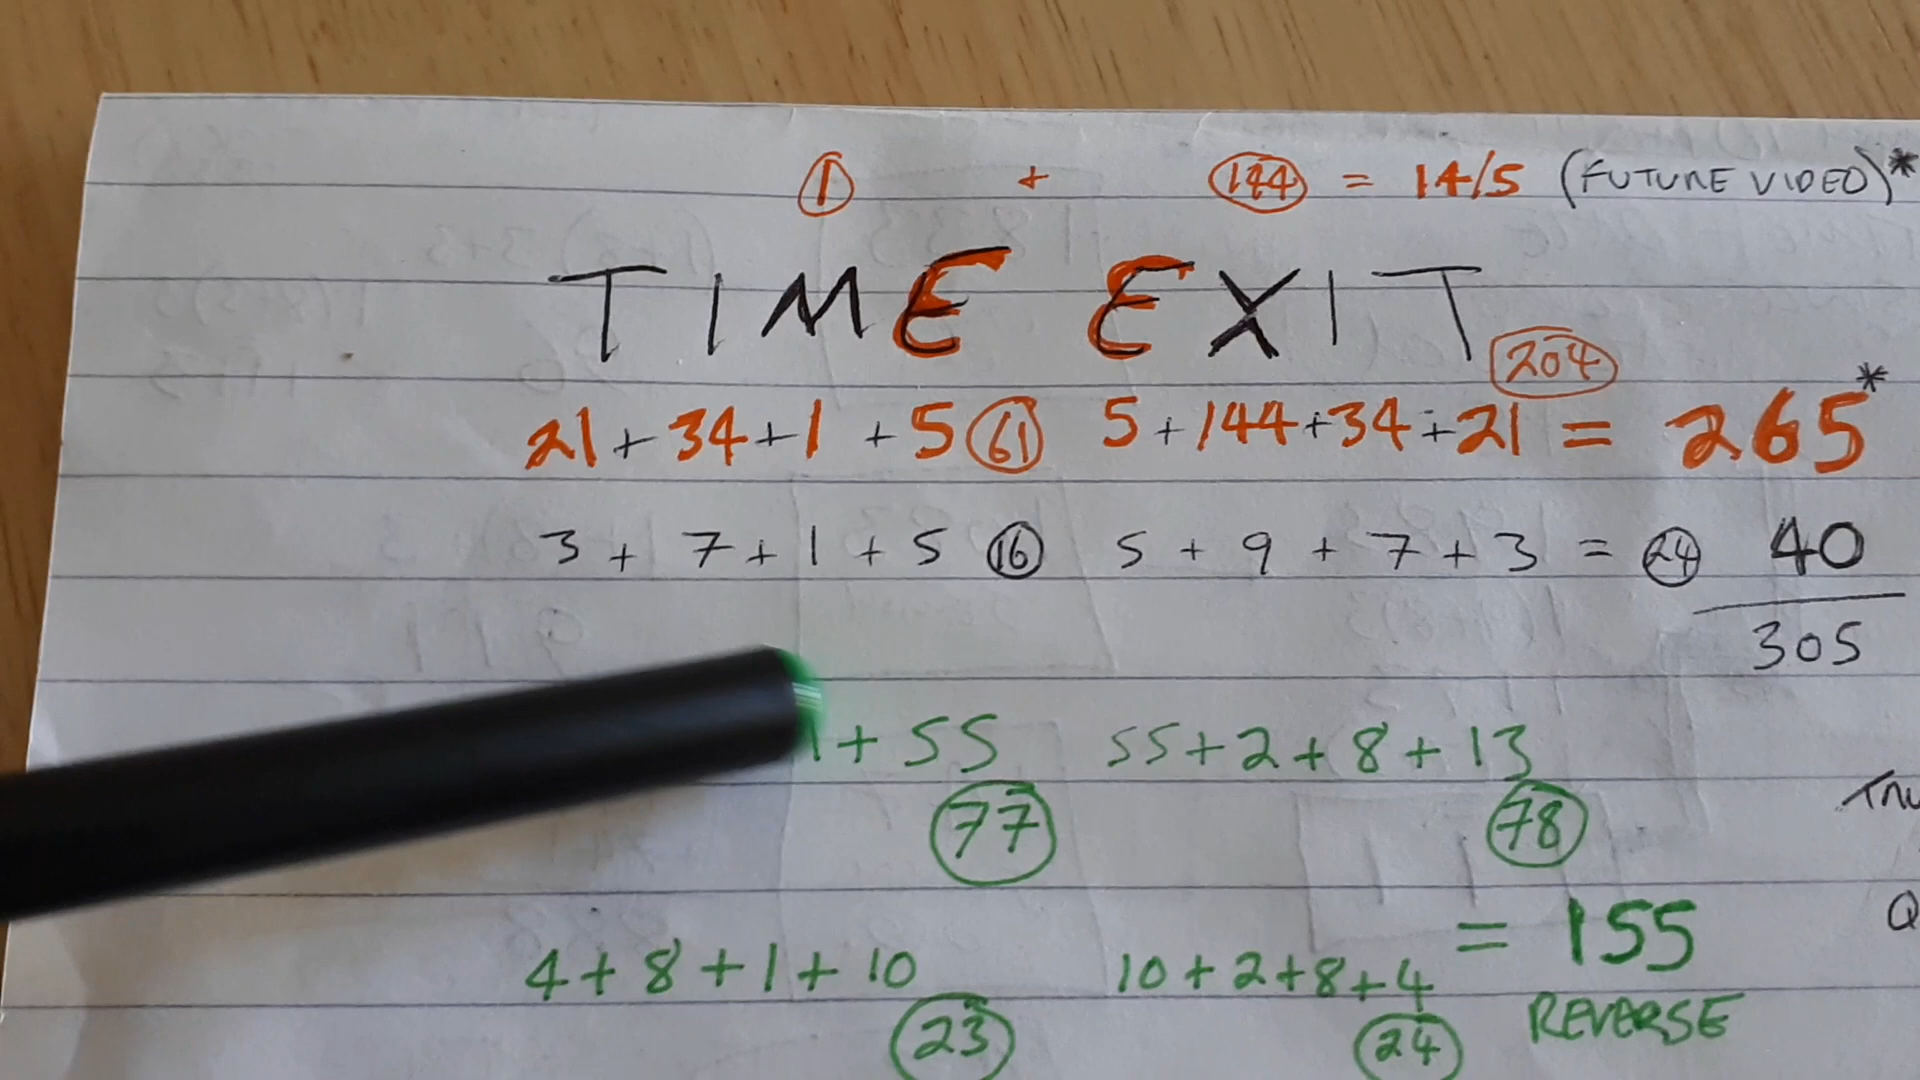 1 + 144 = 14/5 (FUTURE VIDEO)*
TIME EXIT
204
21+34+1+5 61 5+144+34+21 = 265*
3+7+1+5 16 5+9+7+3 = 24 40
305
1+55 55+2+8+13
77 78
= 155
4+8+1+10 10+2+8+4
REVERSE
23 24